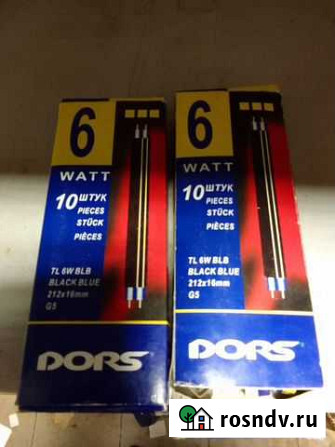 6
WATT
10 ШТУК
PIECES
STÜCK
PIÈCES
TL 6W BLB
BLACK BLUE
212x16mm
G5
DORS
6
WATT
10 ШТУК
PIECES
STÜCK
PIÈCES
TL 6W BLB
BLACK BLUE
212x16mm
G5
DORS
rosndv.ru